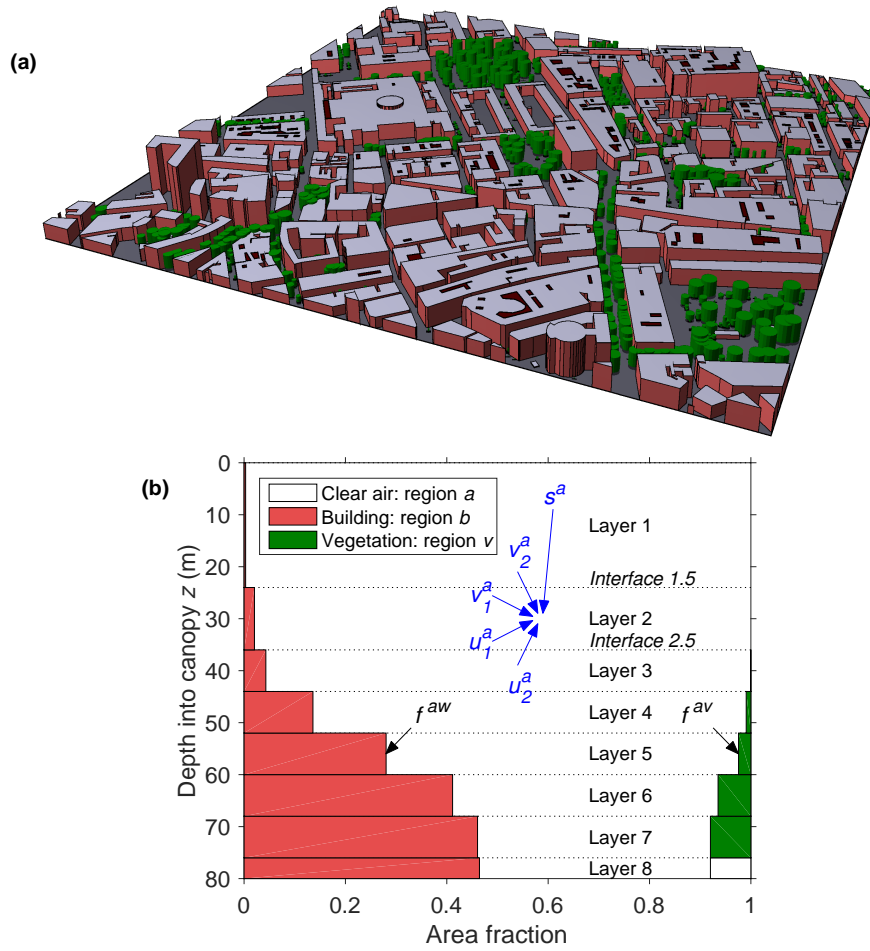 (a)
(b)
Clear air: region a
Building: region b
Vegetation: region v
s^a
v_2^a
v_1^a
u_1^a
u_2^a
Layer 1
Interface 1.5
Layer 2
Interface 2.5
Layer 3
Layer 4
Layer 5
Layer 6
Layer 7
Layer 8
f^aw
f^av
Depth into canopy z (m)
0
10
20
30
40
50
60
70
80
0
0.2
0.4
0.6
0.8
1
Area fraction